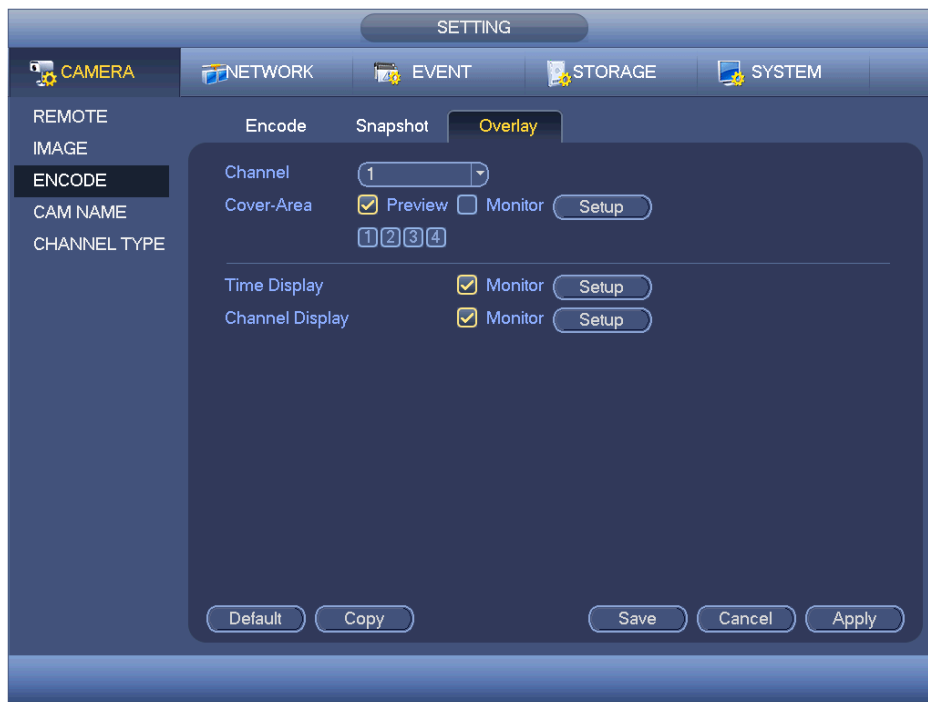 SETTING
CAMERA NETWORK EVENT STORAGE SYSTEM
REMOTE
IMAGE
ENCODE
CAM NAME
CHANNEL TYPE
Encode Snapshot Overlay
Channel 1
Cover-Area Preview Monitor Setup
1 2 3 4
Time Display Monitor Setup
Channel Display Monitor Setup
Default Copy Save Cancel Apply